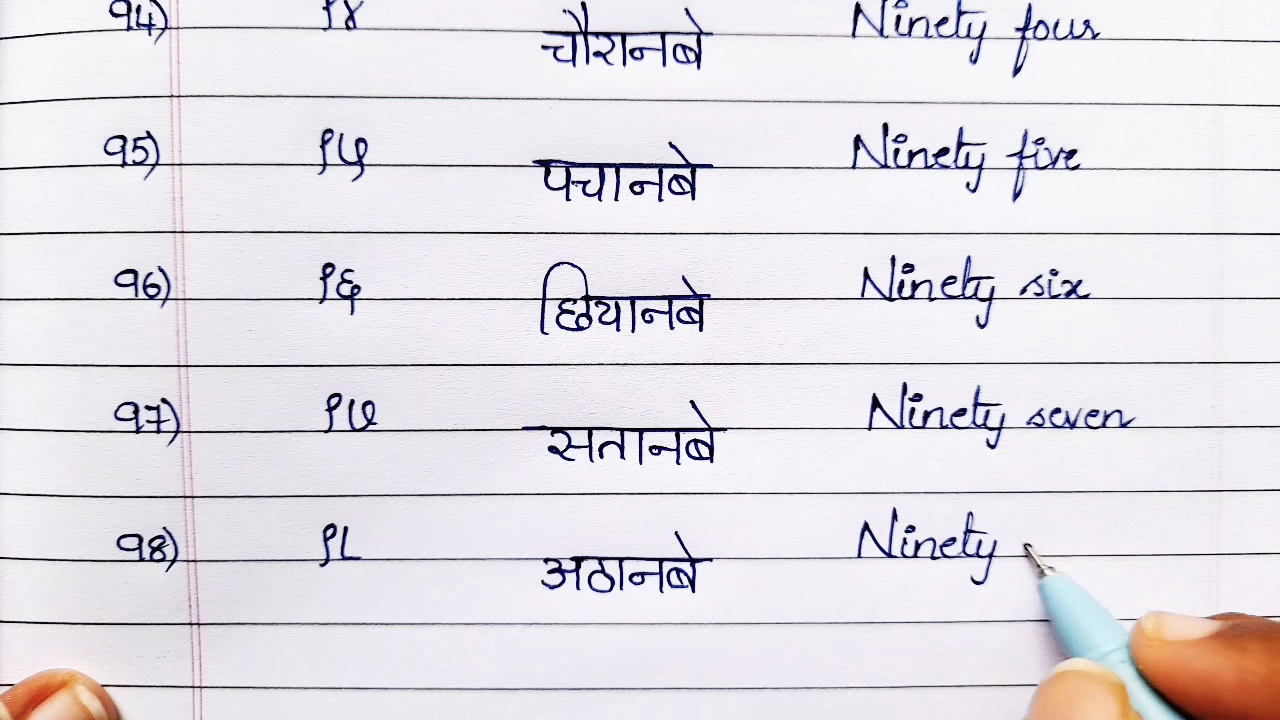 94) ९४ चौरानबे Ninety four
95) ९५ पचानबे Ninety five
96) ९६ छियानबे Ninety six
97) ९७ सतानबे Ninety seven
98) ९८ अठानबे Ninety